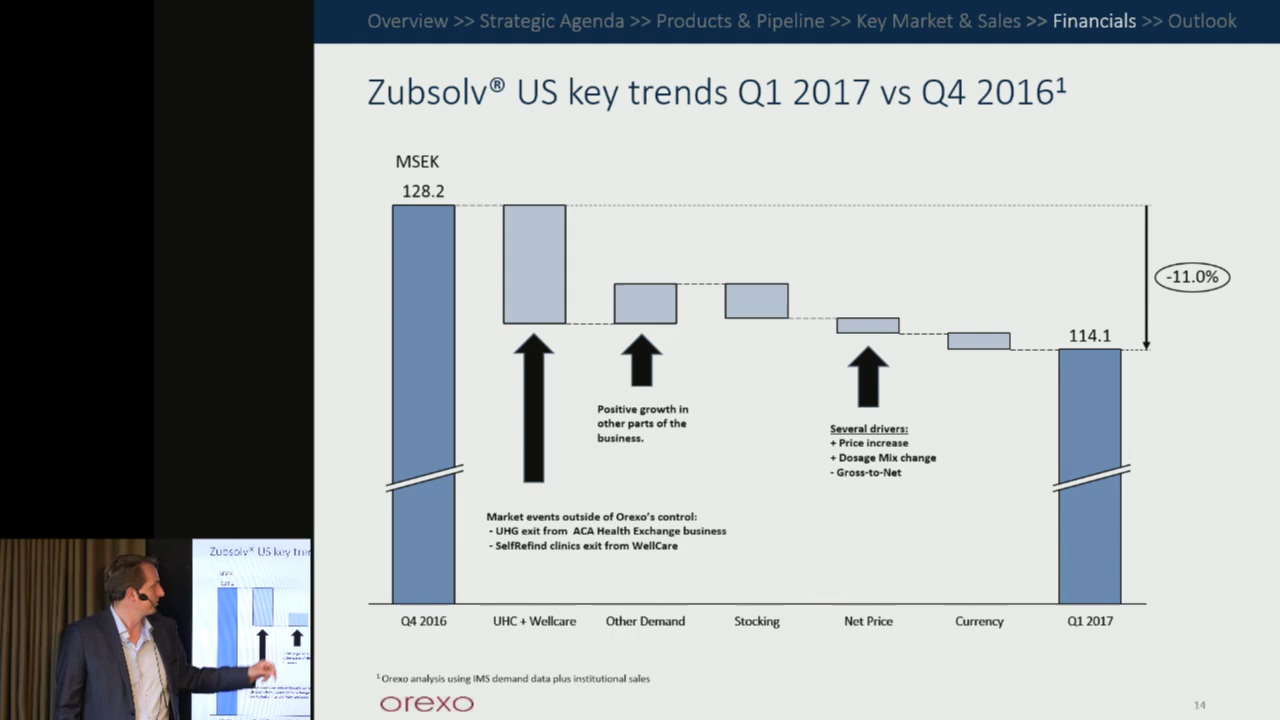 Overview >> Strategic Agenda >> Products & Pipeline >> Key Market & Sales >> Financials >> Outlook
Zubsolv® US key trends Q1 2017 vs Q4 2016¹
MSEK
128.2
-11.0%
114.1
Positive growth in
other parts of the
business.
Several drivers:
+ Price increase
+ Dosage Mix change
- Gross-to-Net
Market events outside of Orexo's control:
- UHG exit from ACA Health Exchange business
- SelfRefind clinics exit from WellCare
Q4 2016 UHC + Wellcare Other Demand Stocking Net Price Currency Q1 2017
¹ Orexo analysis using IMS demand data plus institutional sales
orexo
14
Zubsolv® US key